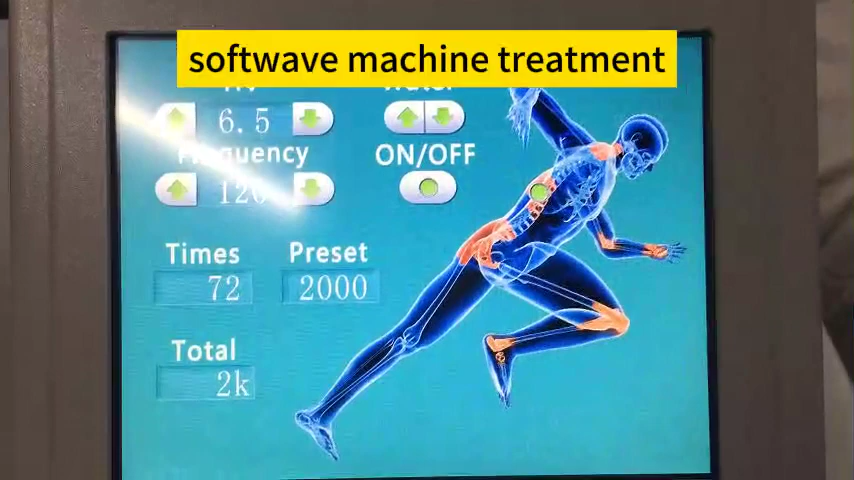 softwave machine treatment
6.5
Frequency
120
ON/OFF
Times
Preset
72
2000
Total
2k